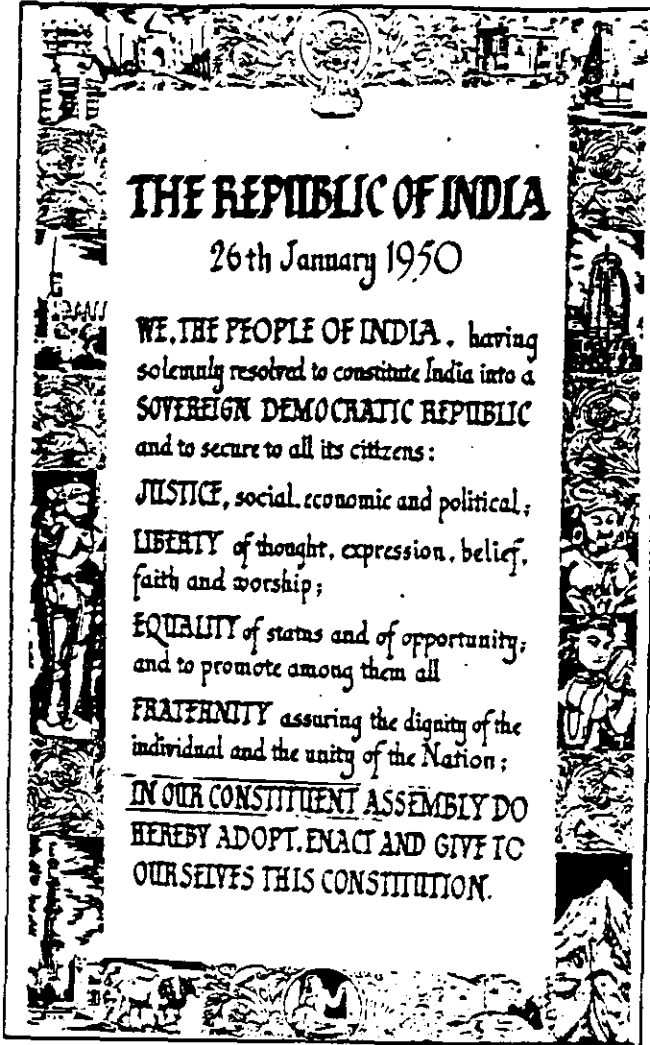 THE REPUBLIC OF INDIA
26th January 1950
WE, THE PEOPLE OF INDIA, having
solemnly resolved to constitute India into a
SOVEREIGN DEMOCRATIC REPUBLIC
and to secure to all its citizens:
JUSTICE, social, economic and political;
LIBERTY of thought, expression, belief,
faith and worship;
EQUALITY of status and of opportunity;
and to promote among them all
FRATERNITY assuring the dignity of the
individual and the unity of the Nation;
IN OUR CONSTITUENT ASSEMBLY DO
HEREBY ADOPT, ENACT AND GIVE TO
OURSELVES THIS CONSTITUTION.